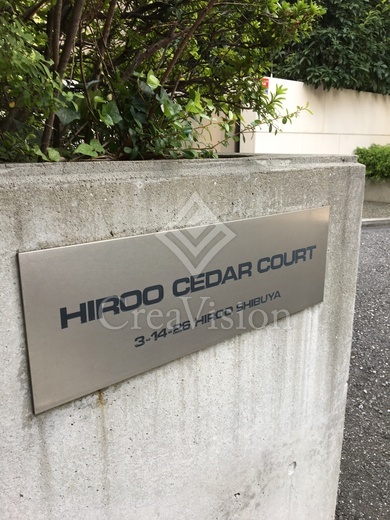 HIROO CEDAR COURT
CreaVision
3-14-26 HIROO SHIBUYA